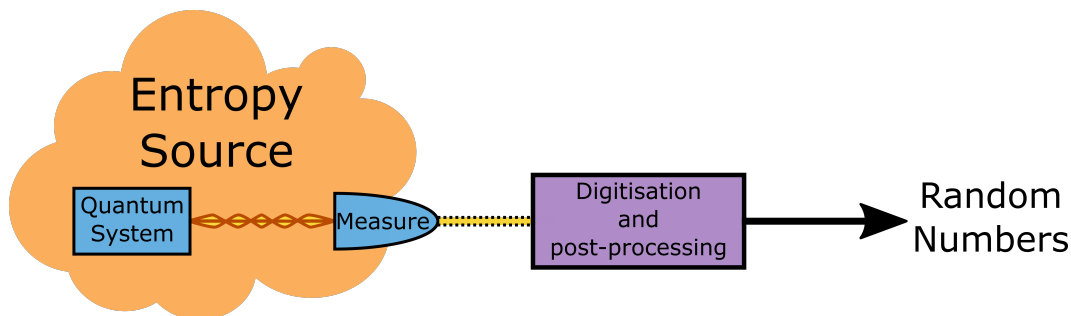 Entropy
Source
Quantum
System
Measure
Digitisation
and
post-processing
Random
Numbers